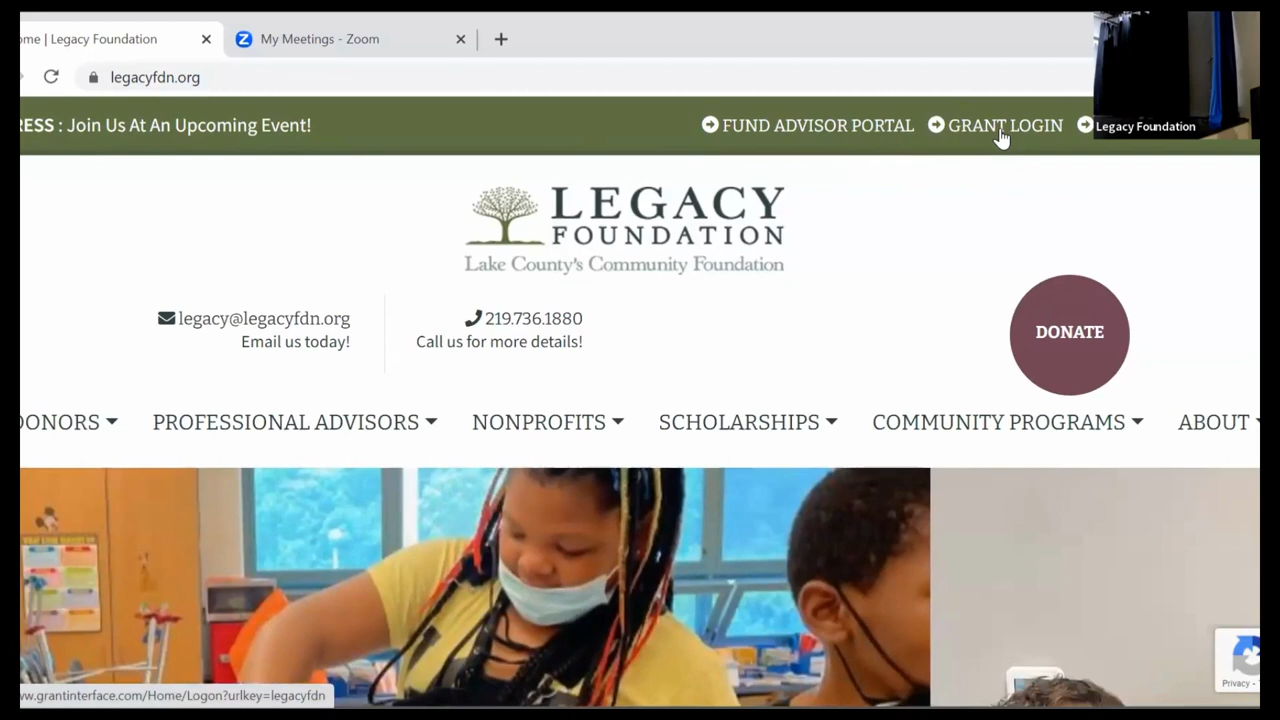 ome | Legacy Foundation
My Meetings - Zoom
legacyfdn.org
RESS : Join Us At An Upcoming Event!
FUND ADVISOR PORTAL
GRANT LOGIN
Legacy Foundation
LEGACY
FOUNDATION
Lake County's Community Foundation
legacy@legacyfdn.org
Email us today!
219.736.1880
Call us for more details!
DONATE
DONORS
PROFESSIONAL ADVISORS
NONPROFITS
SCHOLARSHIPS
COMMUNITY PROGRAMS
ABOUT
ww.grantinterface.com/Home/Logon?urlkey=legacyfdn
Privacy -